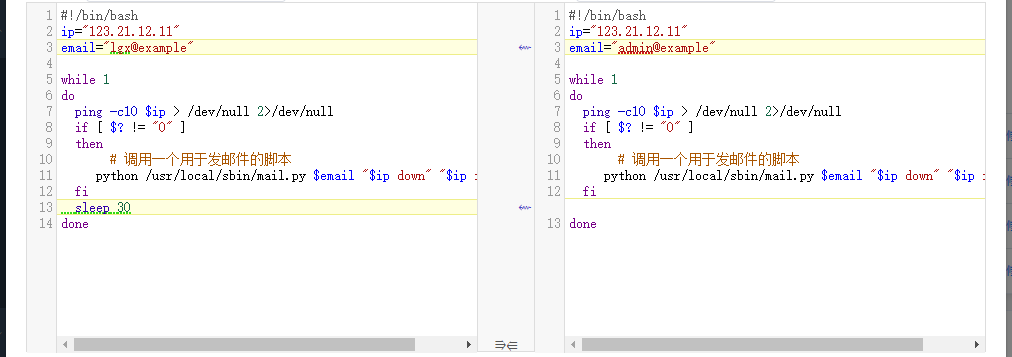 1 #!/bin/bash
2 ip="123.21.12.11"
3 email="lgx@example"
4
5 while 1
6 do
7 ping -c10 $ip > /dev/null 2>/dev/null
8 if [ $? != "0" ]
9 then
10 # 调用一个用于发邮件的脚本
11 python /usr/local/sbin/mail.py $email "$ip down" "$ip
12 fi
13 sleep 30
14 done
1 #!/bin/bash
2 ip="123.21.12.11"
3 email="admin@example"
4
5 while 1
6 do
7 ping -c10 $ip > /dev/null 2>/dev/null
8 if [ $? != "0" ]
9 then
10 # 调用一个用于发邮件的脚本
11 python /usr/local/sbin/mail.py $email "$ip down" "$ip
12 fi
13 done